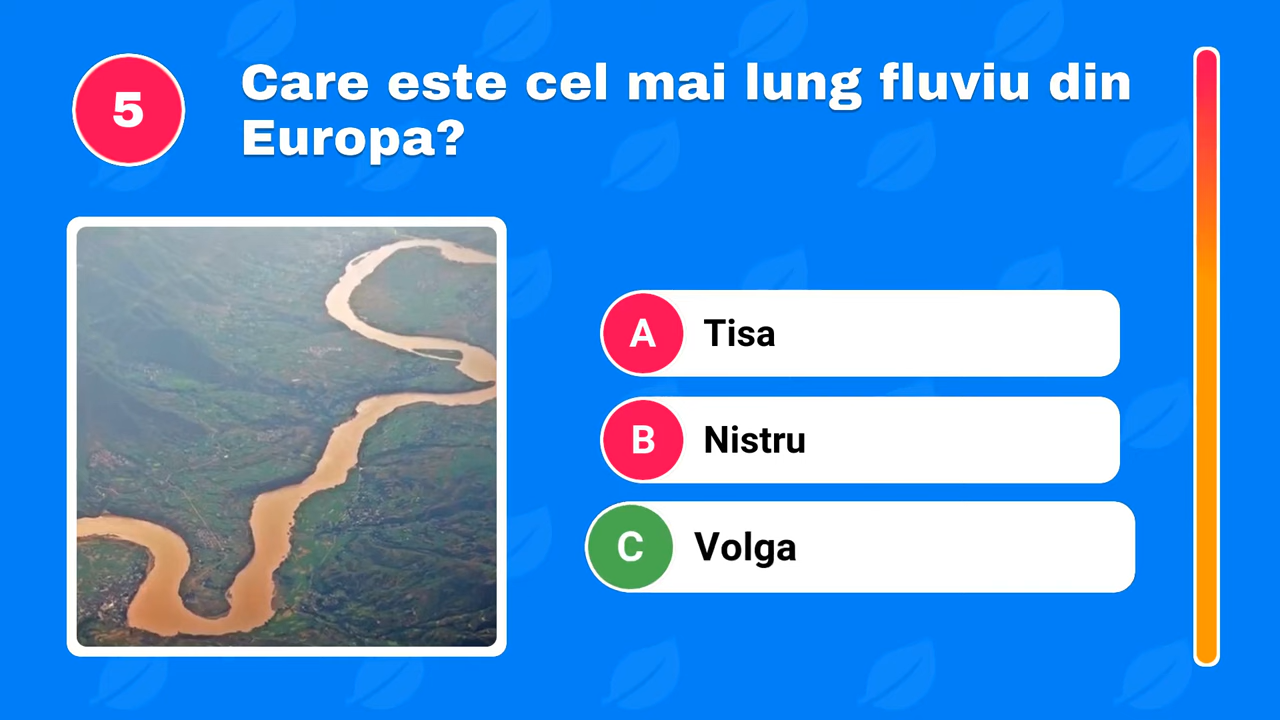 5
Care este cel mai lung fluviu din
Europa?
A Tisa
B Nistru
C Volga